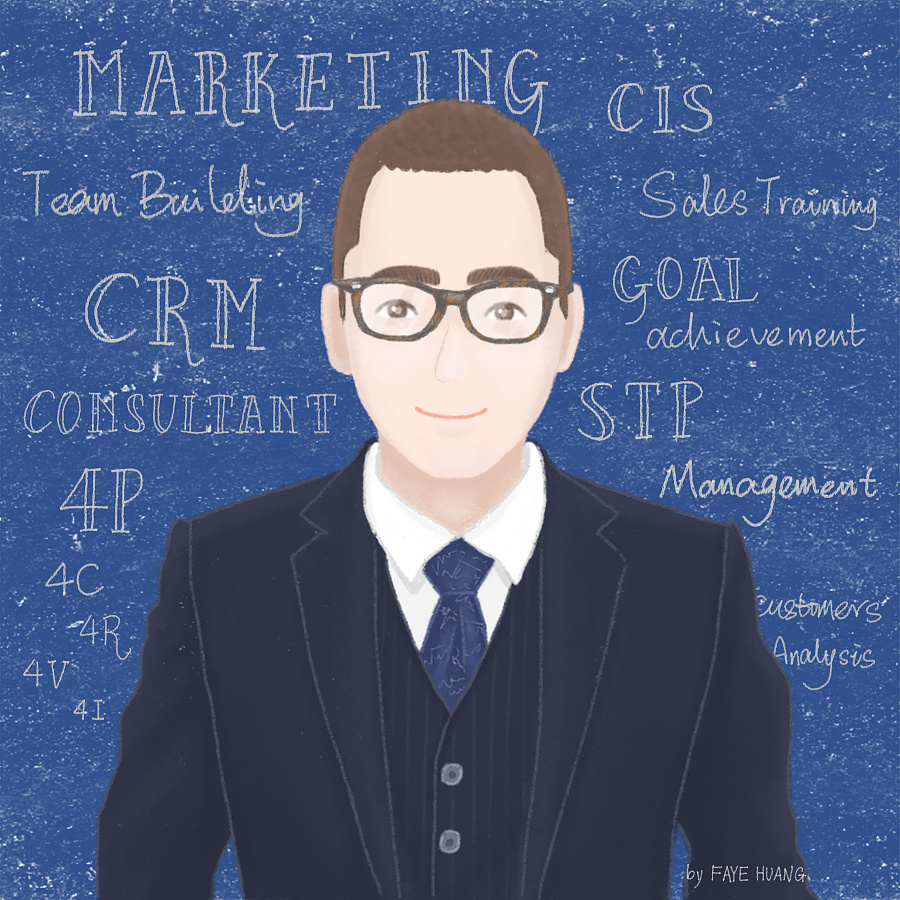 MARKETING
CIS
Team Building
Sales Training
CRM
GOAL
achievement
CONSULTANT
STP
4P
Management
4C
Customers
4R
Analysis
4V
4I
by FAYE HUANG